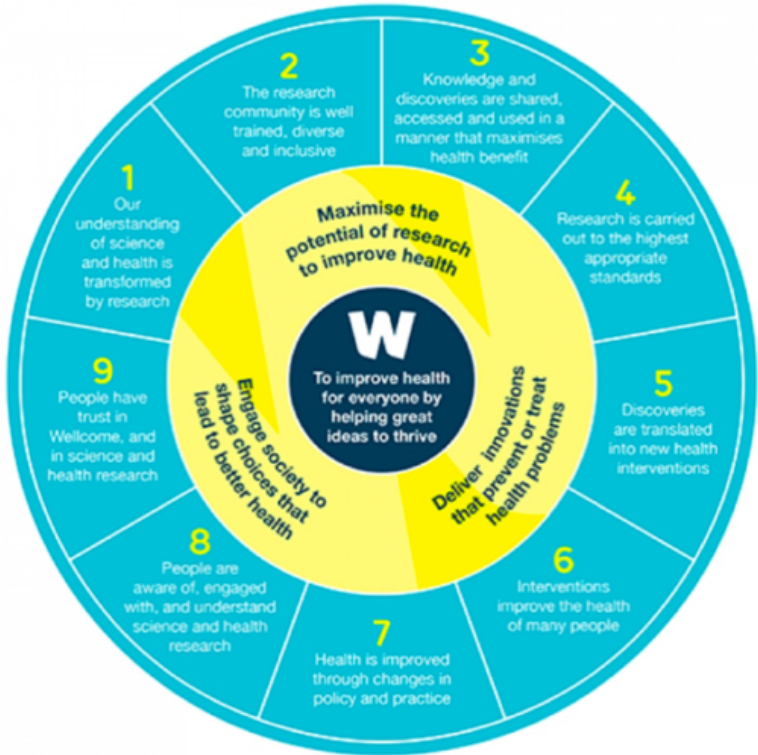 W
To improve health
for everyone by
helping great
ideas to thrive
Maximise the
potential of research
to improve health
Deliver innovations
that prevent or treat
health problems
Engage society to
shape choices that
lead to better health
1
Our
understanding
of science
and health is
transformed
by research
2
The research
community is well
trained, diverse
and inclusive
3
Knowledge and
discoveries are shared,
accessed and used in a
manner that maximises
health benefit
4
Research is carried
out to the highest
appropriate
standards
5
Discoveries
are translated
into new health
interventions
6
Interventions
improve the health
of many people
7
Health is improved
through changes in
policy and practice
8
People are
aware of, engaged
with, and understand
science and health
research
9
People have
trust in
Wellcome, and
in science and
health research